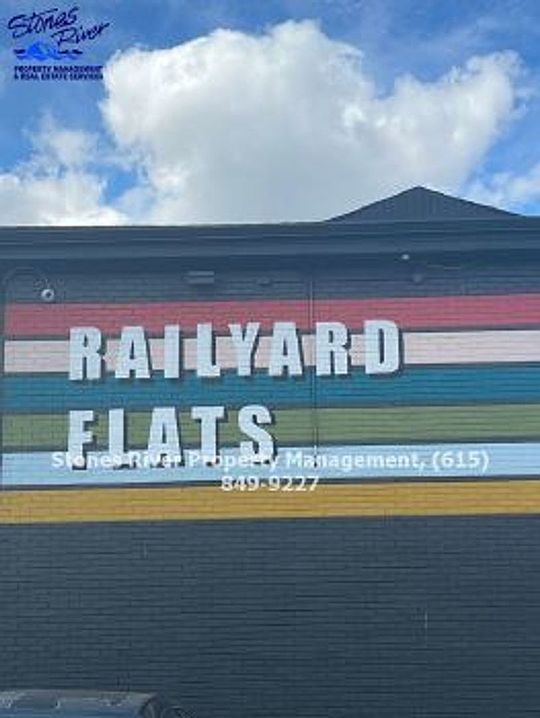 Stones
River
PROPERTY MANAGEMENT
& REAL ESTATE SERVICES
RAILYARD
FLATS
Stones River Property Management, (615)
849-9227